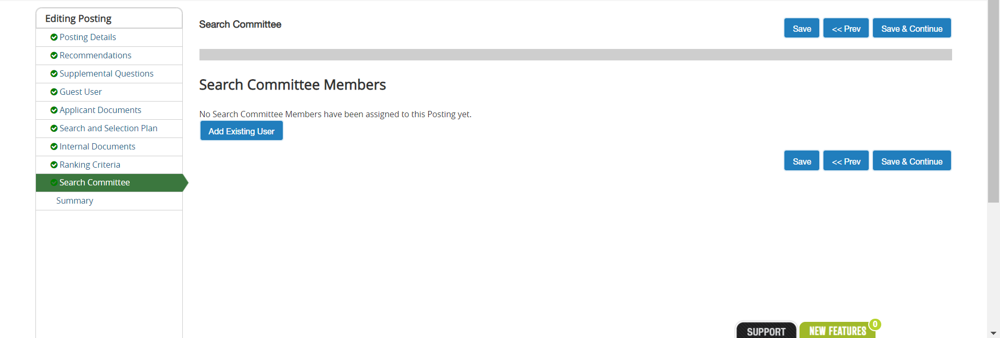 Editing Posting
Posting Details
Recommendations
Supplemental Questions
Guest User
Applicant Documents
Search and Selection Plan
Internal Documents
Ranking Criteria
Search Committee
Summary
Search Committee
Save
<< Prev
Save & Continue
Search Committee Members
No Search Committee Members have been assigned to this Posting yet.
Add Existing User
Save
<< Prev
Save & Continue
SUPPORT
NEW FEATURES
0